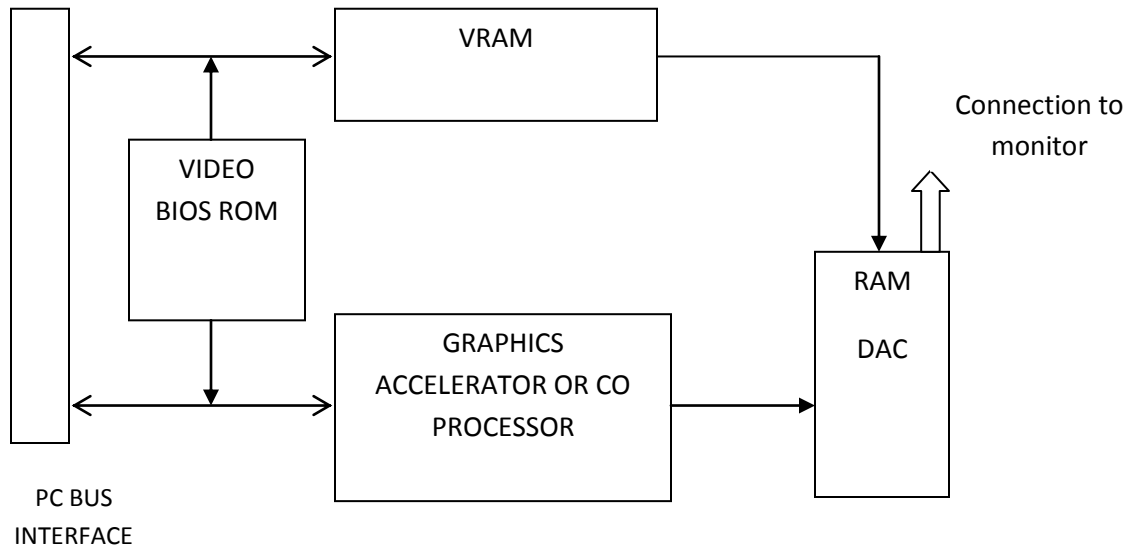 VRAM
Connection to
monitor
VIDEO
BIOS ROM
RAM
DAC
GRAPHICS
ACCELERATOR OR CO
PROCESSOR
PC BUS
INTERFACE